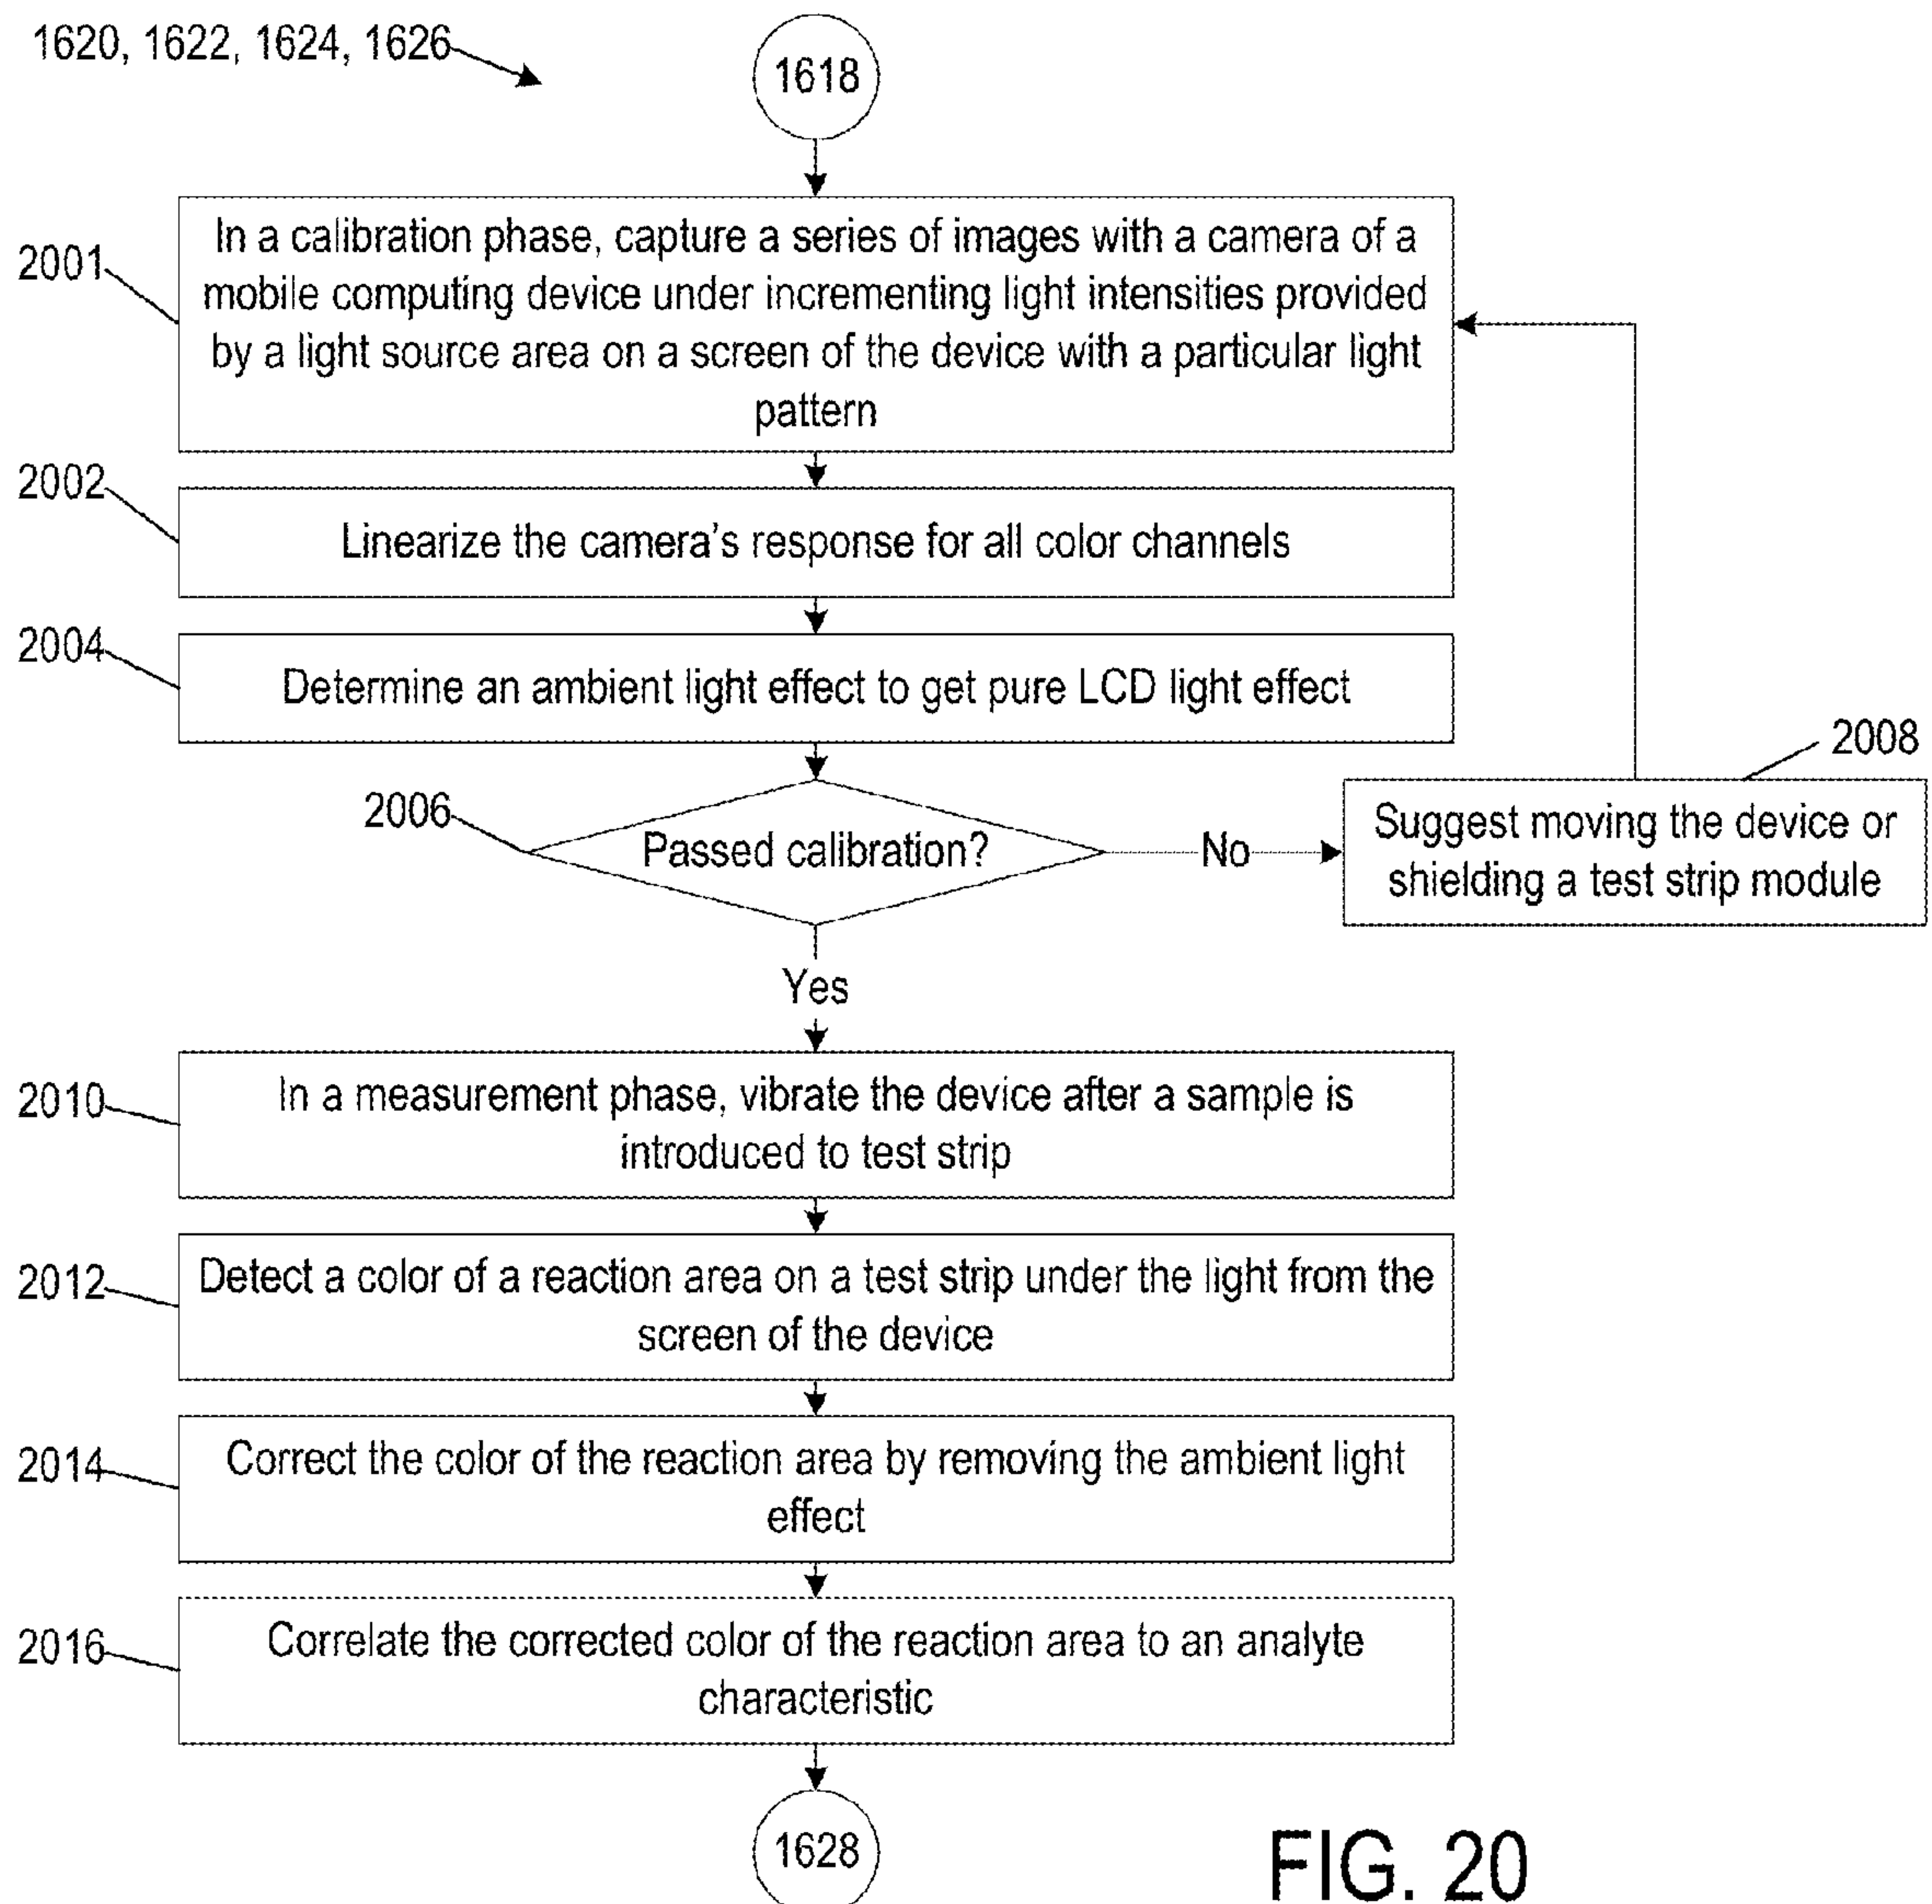 1620, 1622, 1624, 1626
1618
2001
In a calibration phase, capture a series of images with a camera of a
mobile computing device under incrementing light intensities provided
by a light source area on a screen of the device with a particular light
pattern
2002
Linearize the camera's response for all color channels
2004
Determine an ambient light effect to get pure LCD light effect
2006
Passed calibration?
No
2008
Suggest moving the device or
shielding a test strip module
Yes
2010
In a measurement phase, vibrate the device after a sample is
introduced to test strip
2012
Detect a color of a reaction area on a test strip under the light from the
screen of the device
2014
Correct the color of the reaction area by removing the ambient light
effect
2016
Correlate the corrected color of the reaction area to an analyte
characteristic
1628
FIG. 20